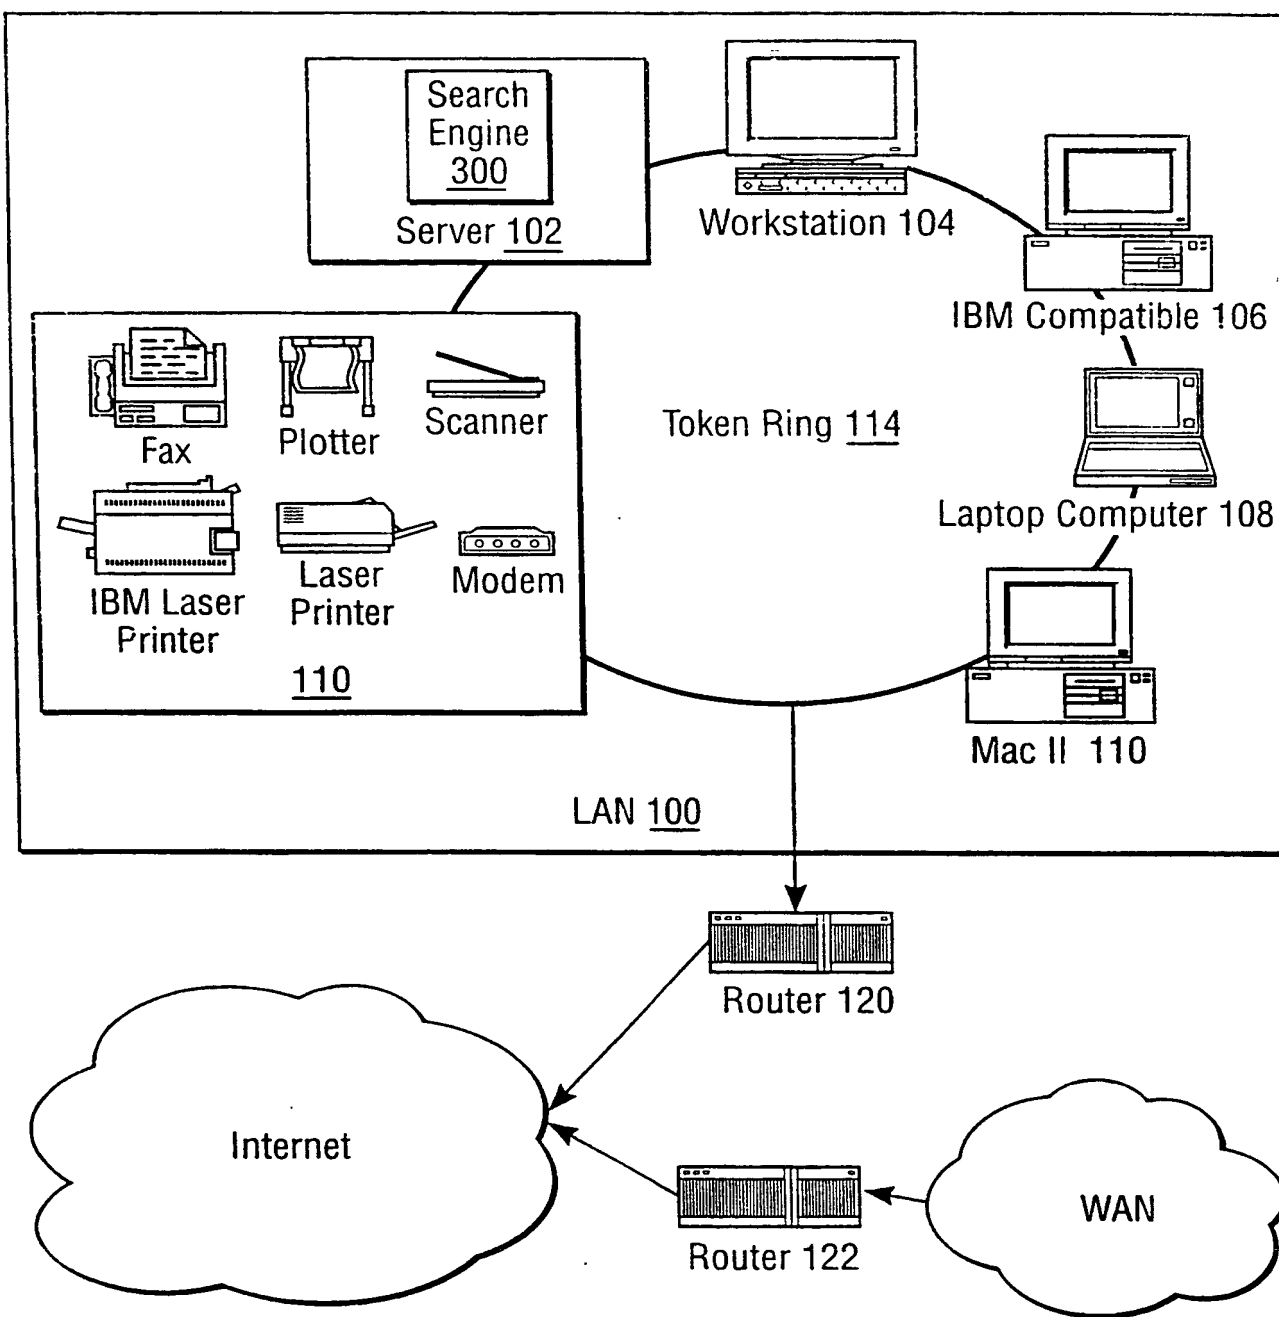 Search
Engine
300
Server 102
Workstation 104
IBM Compatible 106
Fax
Plotter
Scanner
Token Ring 114
Laptop Computer 108
IBM Laser
Printer
Laser
Printer
Modem
110
Mac II 110
LAN 100
Router 120
Internet
Router 122
WAN